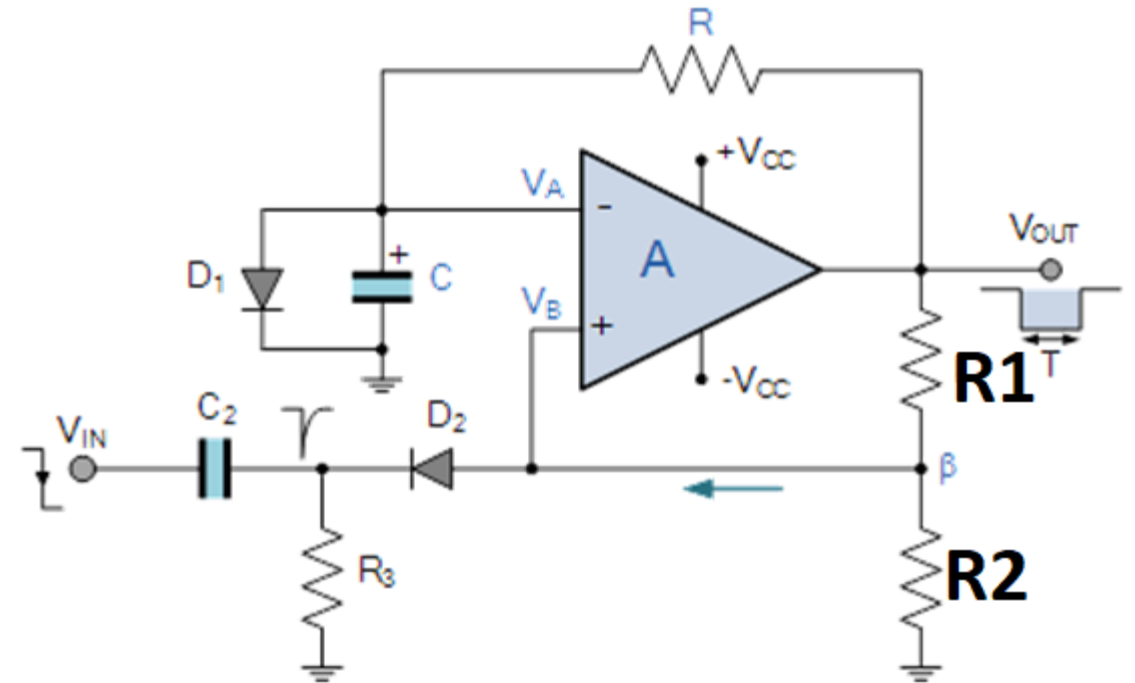 R
+VCC
VA
-
VOUT
D1
+
C
A
VB
+
T
R1
-VCC
C2
D2
VIN
β
R3
R2